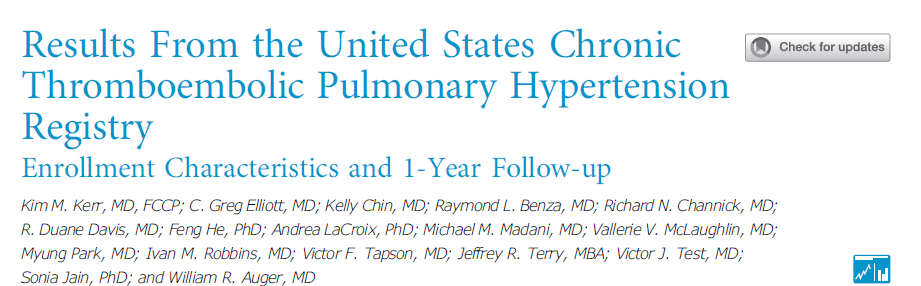 Results From the United States Chronic
Thromboembolic Pulmonary Hypertension
Registry
Check for updates
Enrollment Characteristics and 1-Year Follow-up
Kim M. Kerr, MD, FCCP; C. Greg Elliott, MD; Kelly Chin, MD; Raymond L. Benza, MD; Richard N. Channick, MD;
R. Duane Davis, MD; Feng He, PhD; Andrea LaCroix, PhD; Michael M. Madani, MD; Vallerie V. McLaughlin, MD;
Myung Park, MD; Ivan M. Robbins, MD; Victor F. Tapson, MD; Jeffrey R. Terry, MBA; Victor J. Test, MD;
Sonia Jain, PhD; and William R. Auger, MD